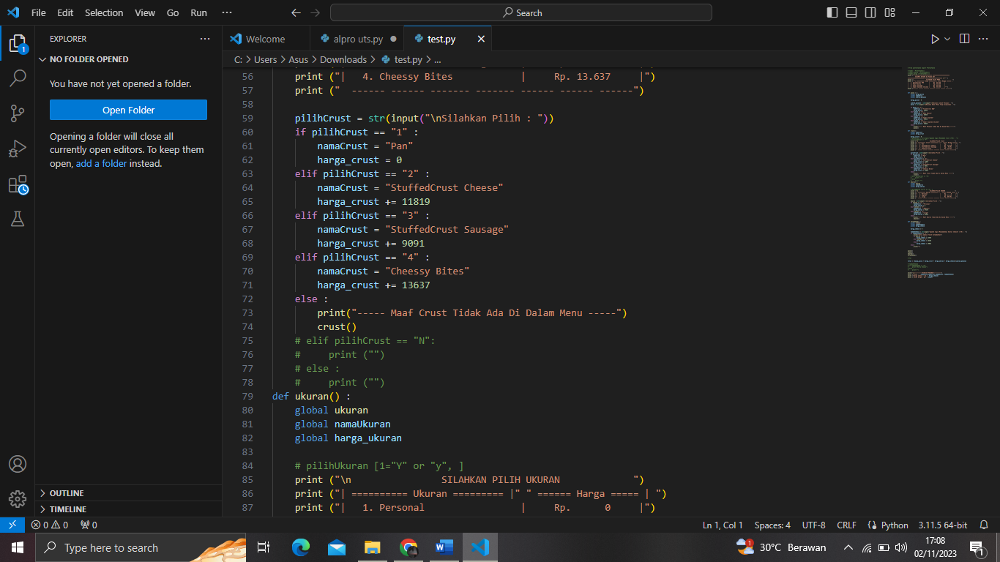 File Edit Selection View Go Run ... Search
EXPLORER ...
Welcome alpro uts.py test.py
NO FOLDER OPENED
C: > Users > Asus > Downloads > test.py > ...
You have not yet opened a folder.
Open Folder
Opening a folder will close all
currently open editors. To keep them
open, add a folder instead.
56 print ("|   4. Cheessy Bites            |     Rp. 13.637     |")
57 print ("  ------ ------- ------- ------- ------ ------ ------")
58
59 pilihCrust = str(input("\nSilahkan Pilih : "))
60 if pilihCrust == "1" :
61 namaCrust = "Pan"
62 harga_crust = 0
63 elif pilihCrust == "2" :
64 namaCrust = "StuffedCrust Cheese"
65 harga_crust += 11819
66 elif pilihCrust == "3" :
67 namaCrust = "StuffedCrust Sausage"
68 harga_crust += 9091
69 elif pilihCrust == "4" :
70 namaCrust = "Cheessy Bites"
71 harga_crust += 13637
72 else :
73 print("----- Maaf Crust Tidak Ada Di Dalam Menu -----")
74 crust()
75 # elif pilihCrust == "N":
76 #     print ("")
77 # else :
78 #     print ("")
79 def ukuran() :
80 global ukuran
81 global namaUkuran
82 global harga_ukuran
83
84 # pilihUkuran [1="Y" or "y", ]
85 print ("\n                SILAHKAN PILIH UKURAN             ")
86 print ("| ========== Ukuran ========= |" " ====== Harga ===== | ")
87 print ("|   1. Personal                 |     Rp.      0     |")
OUTLINE
TIMELINE
0 0 0 Ln 1, Col 1 Spaces: 4 UTF-8 CRLF Python 3.11.5 64-bit
Type here to search 30°C Berawan 17:08
02/11/2023